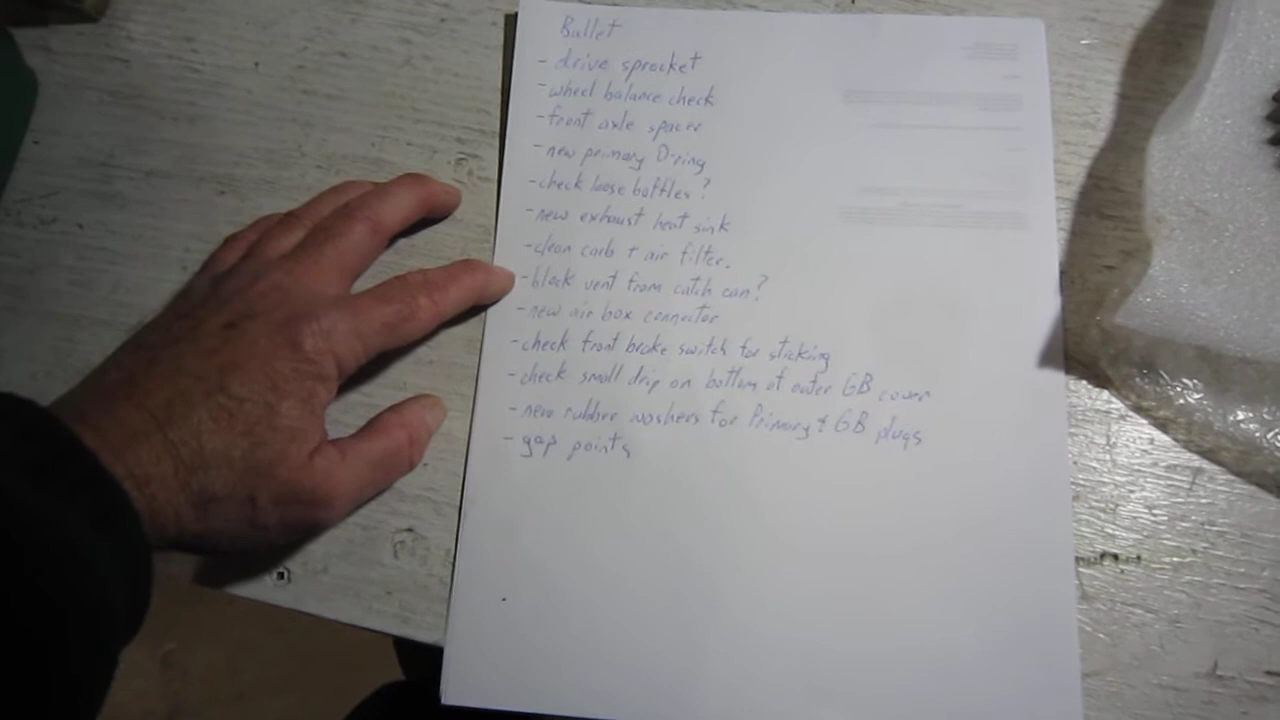 Bullet
- drive sprocket
- wheel balance check
- front axle spacer
- new primary O-ring
- check loose baffles?
- new exhaust heat sink
- clean carb + air filter.
- block vent from catch can?
- new air box connector
- check front brake switch for sticking
- check small drip on bottom of outer GB cover
- new rubber washers for Primary & GB plugs
- gap points